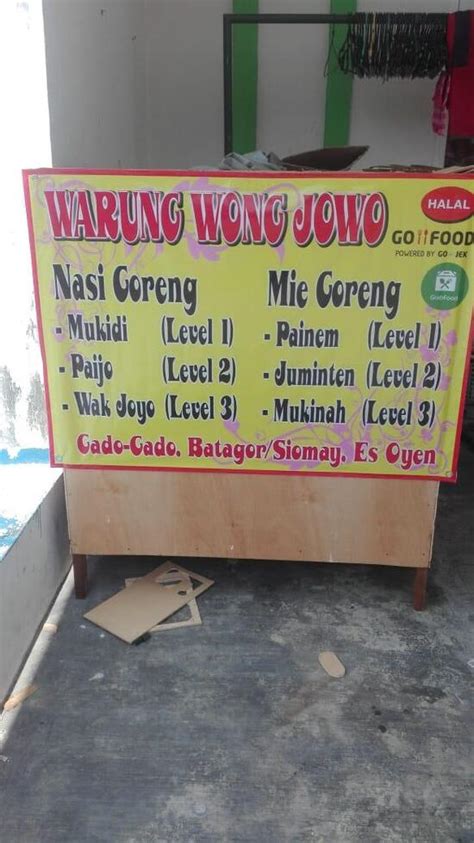 WARUNG WONG JOWO
HALAL
GO FOOD
POWERED BY GO JEK
GrabFood
Nasi Goreng
- Mukidi (Level 1)
- Paijo (Level 2)
- Wak Joyo (Level 3)
Mie Goreng
- Painem (Level 1)
- Juminten (Level 2)
- Mukinah (Level 3)
Gado-Gado, Batagor/Siomay, Es Oyen